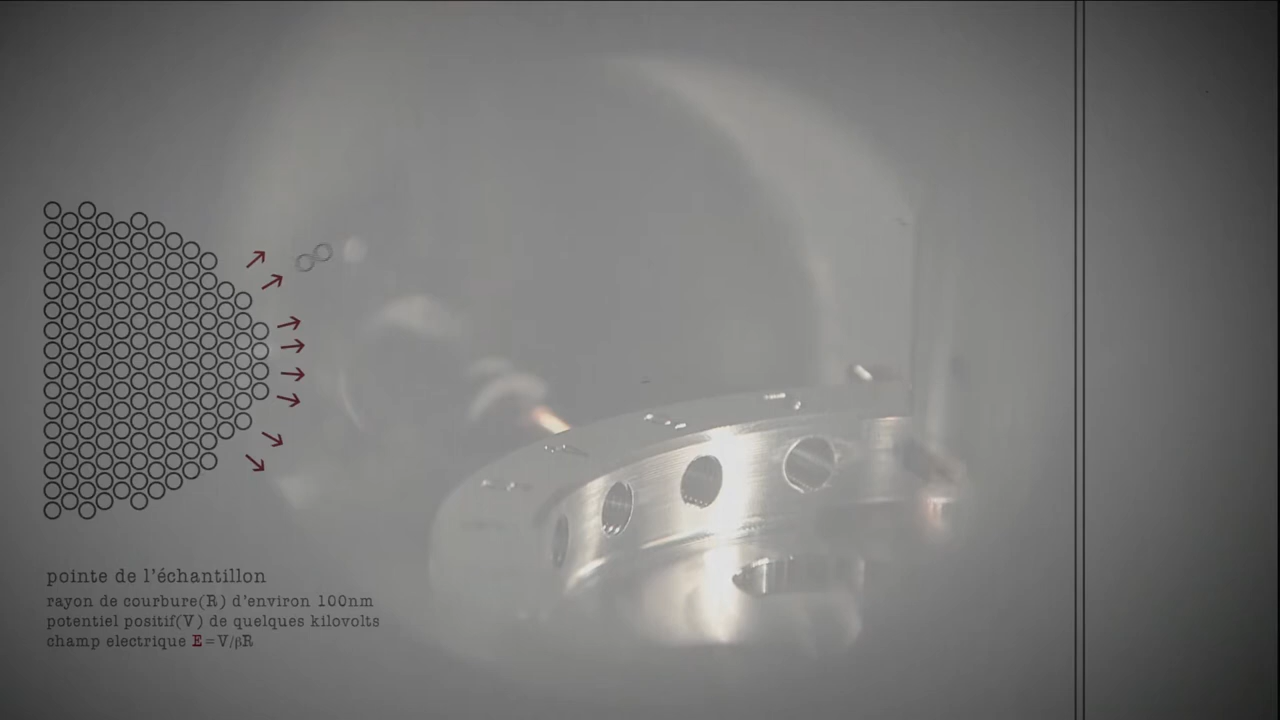 pointe de l'échantillon
rayon de courbure(R) d'environ 100nm
potentiel positif(V) de quelques kilovolts
champ electrique E=V/βR